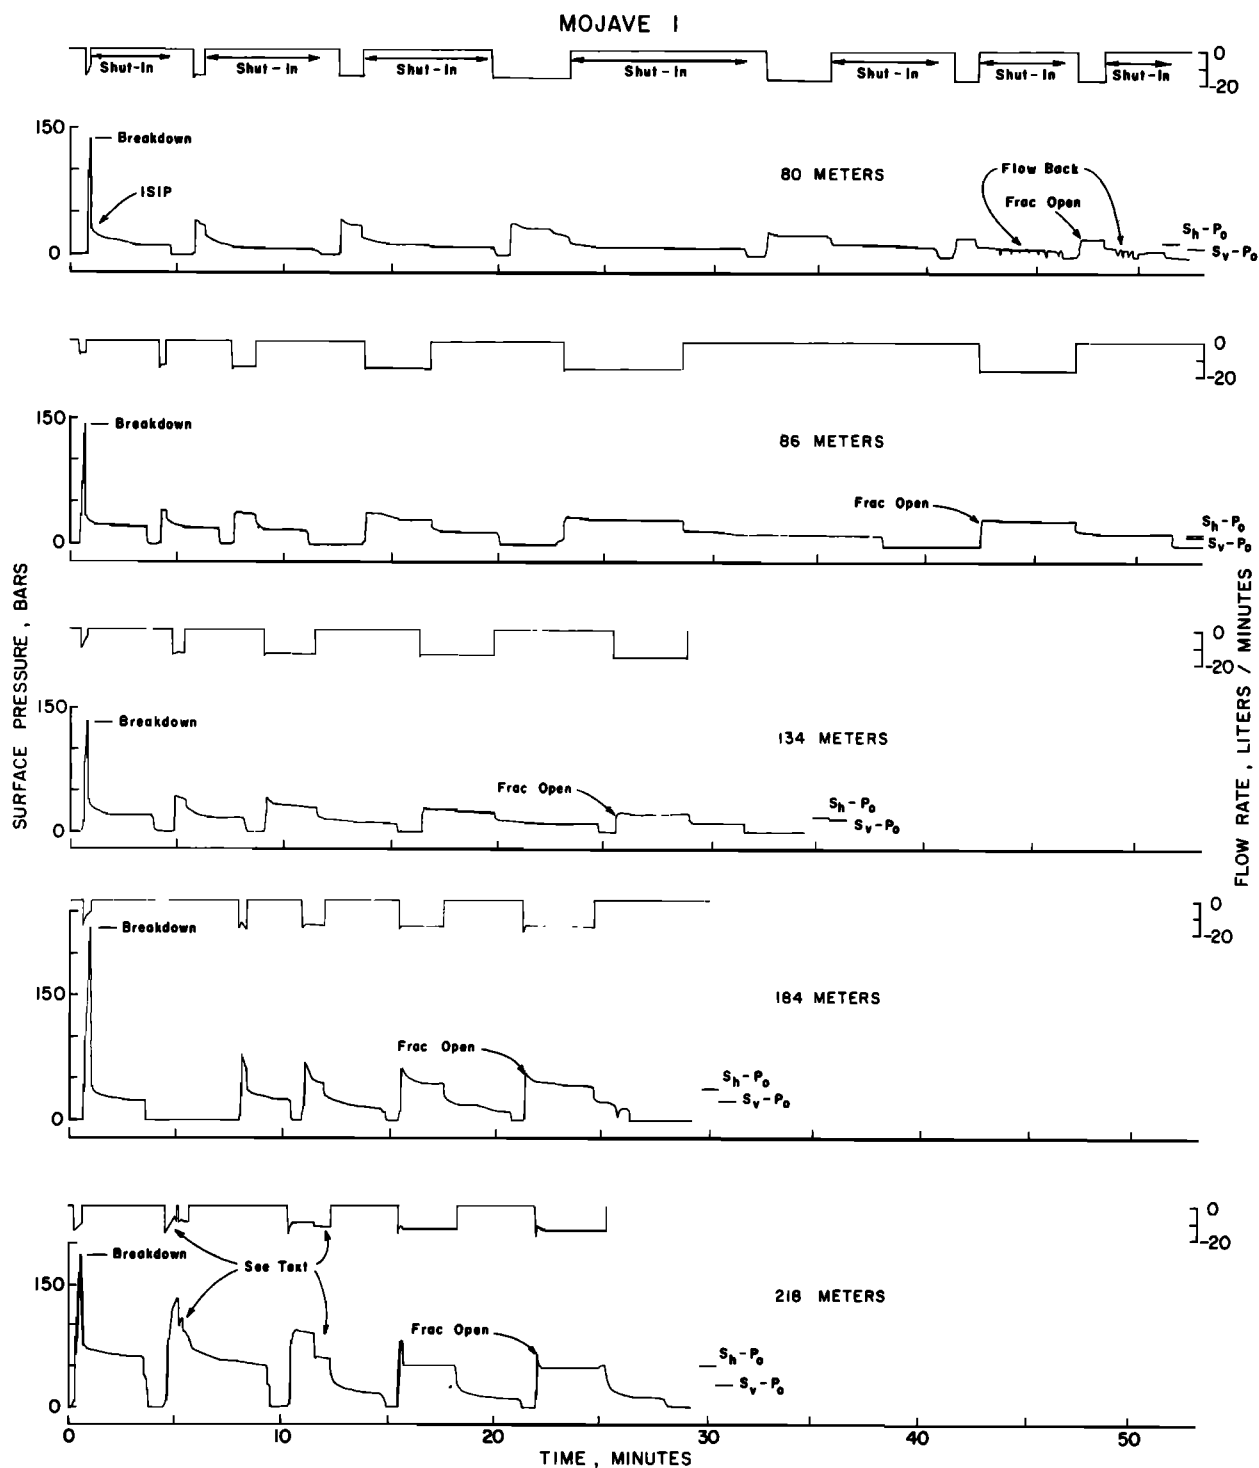 MOJAVE 1
Shut-In Shut-In Shut-In Shut-In Shut-In Shut-In Shut-In
0
-20
150
Breakdown
ISIP
80 METERS
Flow Back
Frac Open
Sh-Po
Sv-Po
0
0
-20
150
Breakdown
86 METERS
Frac Open
Sh-Po
Sv-Po
0
0
-20
150
Breakdown
134 METERS
Frac Open
Sh-Po
Sv-Po
0
0
-20
Breakdown
150
184 METERS
Frac Open
Sh-Po
Sv-Po
0
0
-20
Breakdown
See Text
150
218 METERS
Frac Open
Sh-Po
Sv-Po
0
0 10 20 30 40 50
TIME, MINUTES
SURFACE PRESSURE, BARS
FLOW RATE, LITERS / MINUTES